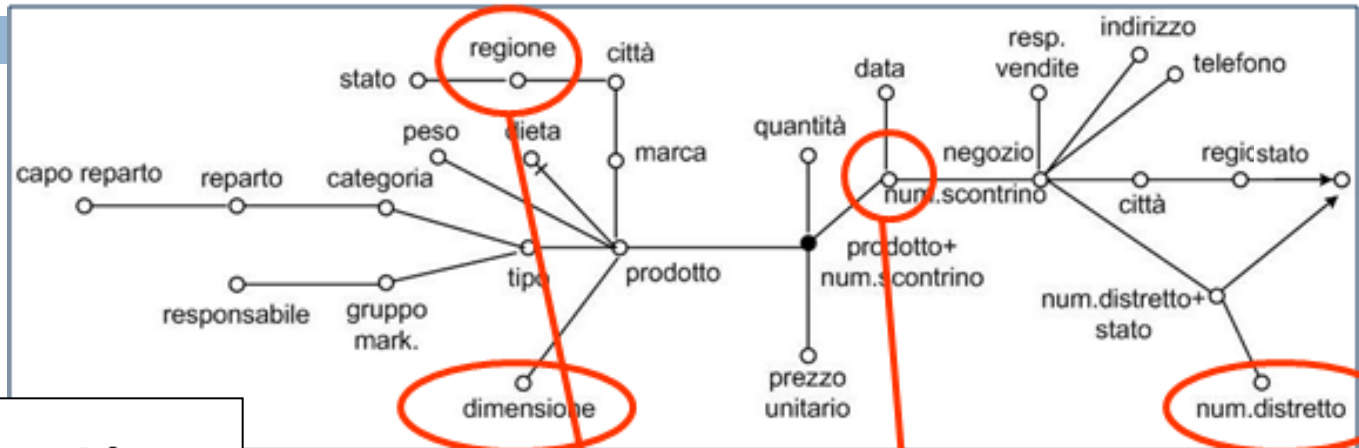 regione
città
stato
peso
dieta
marca
capo reparto
reparto
categoria
tipo
prodotto
responsabile
gruppo
mark.
dimensione
data
quantità
resp.
vendite
indirizzo
telefono
negozio
num.scontrino
stato
città
prodotto+
num.scontrino
num.distretto+
stato
prezzo
unitario
num.distretto